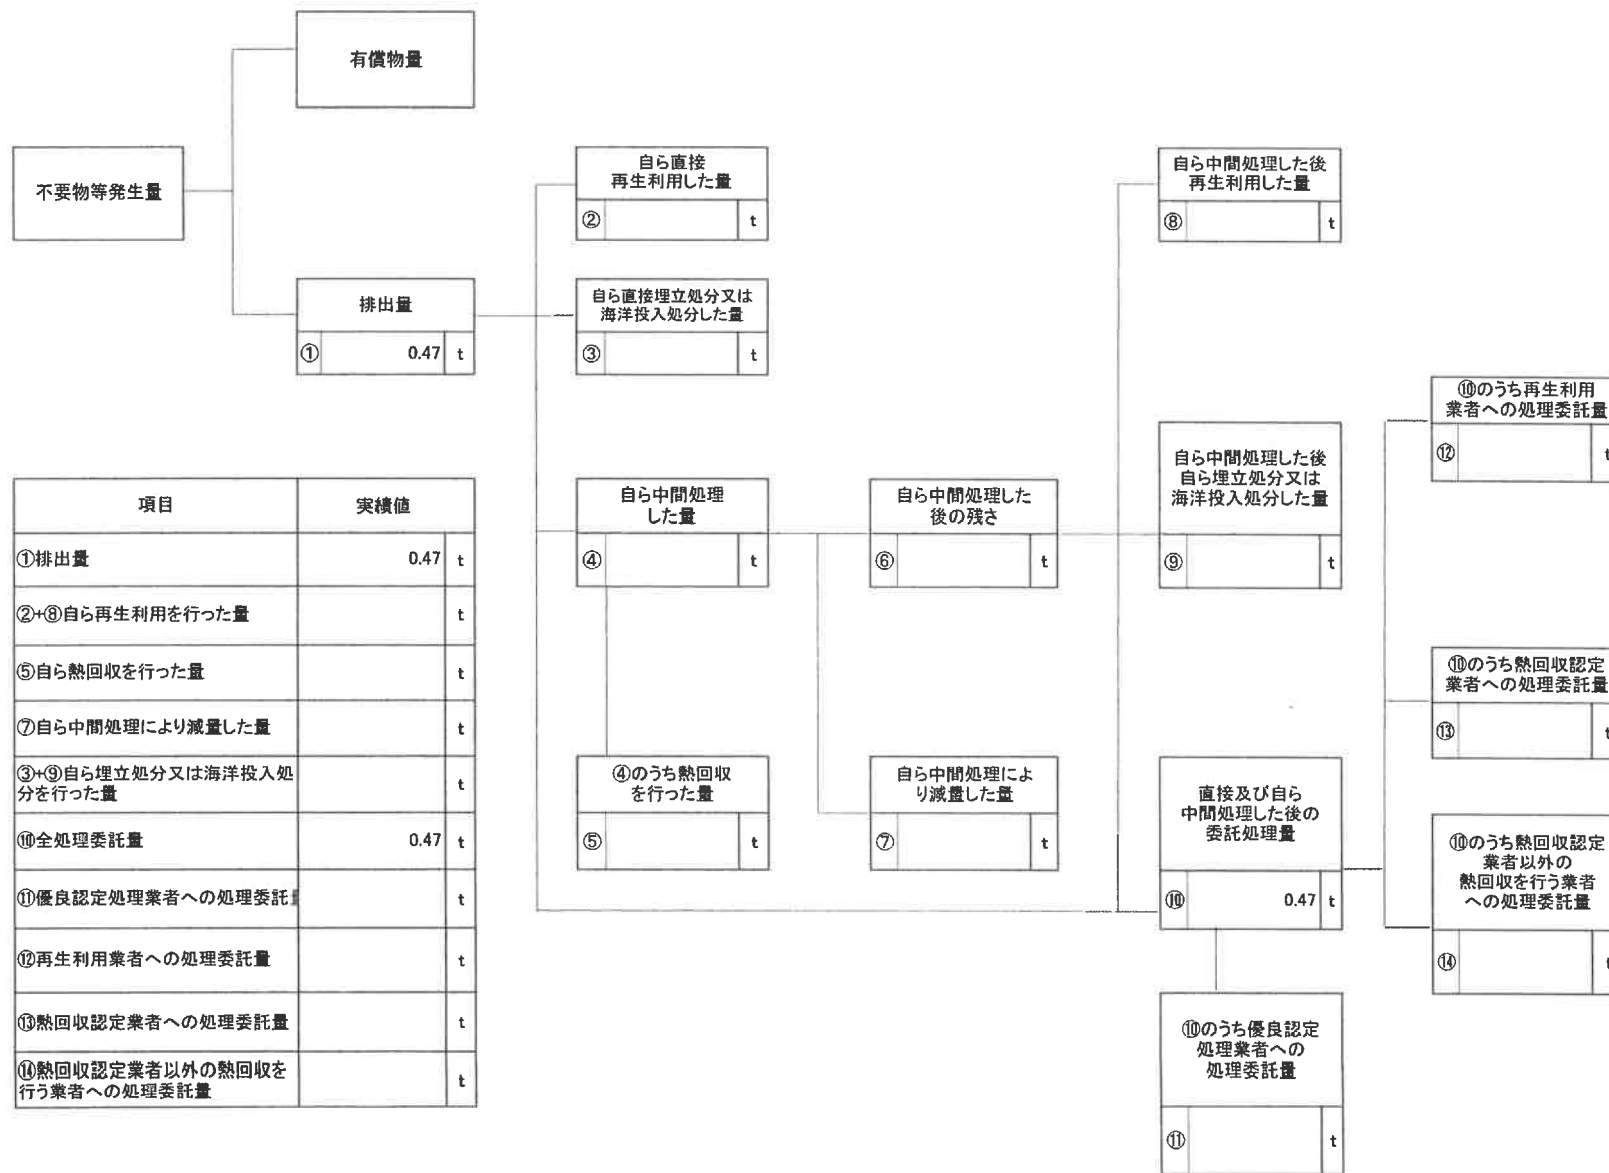 有償物量
不要物等発生量
排出量
① 0.47 t
自ら直接
再生利用した量
② t
自ら直接埋立処分又は
海洋投入処分した量
③ t
自ら中間処理
した量
④ t
④のうち熱回収
を行った量
⑤ t
自ら中間処理した
後の残さ
⑥ t
自ら中間処理によ
り減量した量
⑦ t
自ら中間処理した後
再生利用した量
⑧ t
自ら中間処理した後
自ら埋立処分又は
海洋投入処分した量
⑨ t
直接及び自ら
中間処理した後の
委託処理量
⑩ 0.47 t
⑩のうち優良認定
処理業者への
処理委託量
⑪ t
⑩のうち再生利用
業者への処理委託量
⑫ t
⑩のうち熱回収認定
業者への処理委託量
⑬ t
⑩のうち熱回収認定
業者以外の
熱回収を行う業者
への処理委託量
⑭ t
項目 実績値
①排出量 0.47 t
②+⑧自ら再生利用を行った量 t
⑤自ら熱回収を行った量 t
⑦自ら中間処理により減量した量 t
③+⑨自ら埋立処分又は海洋投入処
分を行った量 t
⑩全処理委託量 0.47 t
⑪優良認定処理業者への処理委託 t
⑫再生利用業者への処理委託量 t
⑬熱回収認定業者への処理委託量 t
⑭熱回収認定業者以外の熱回収を
行う業者への処理委託量 t